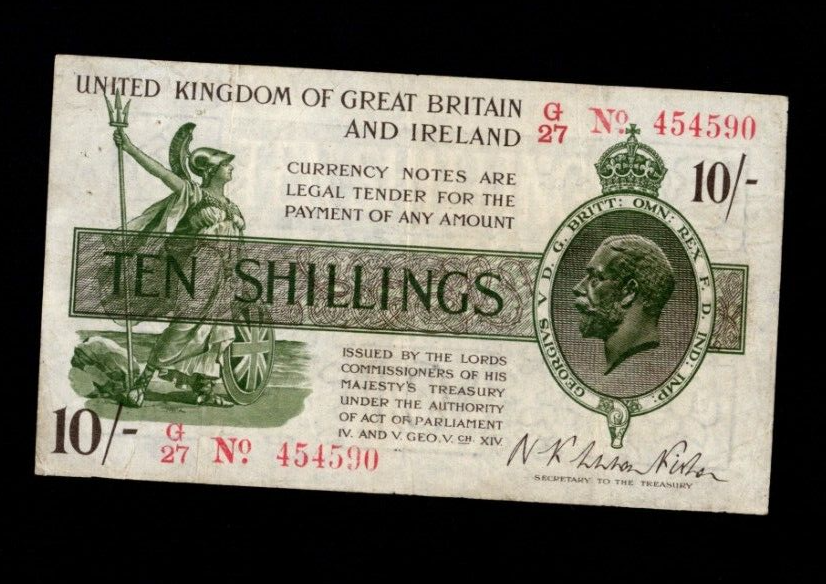 UNITED KINGDOM OF GREAT BRITAIN
AND IRELAND
G
27 Nº 454590
10/-
CURRENCY NOTES ARE
LEGAL TENDER FOR THE
PAYMENT OF ANY AMOUNT
GEORGIVS V D. G. BRITT: OMN: REX F. D. IND: IMP:
TEN SHILLINGS
ISSUED BY THE LORDS
COMMISSIONERS OF HIS
MAJESTY'S TREASURY
UNDER THE AUTHORITY
OF ACT OF PARLIAMENT
IV. AND V. GEO. V. CH. XIV.
10/-
G
27 Nº 454590
SECRETARY TO THE TREASURY